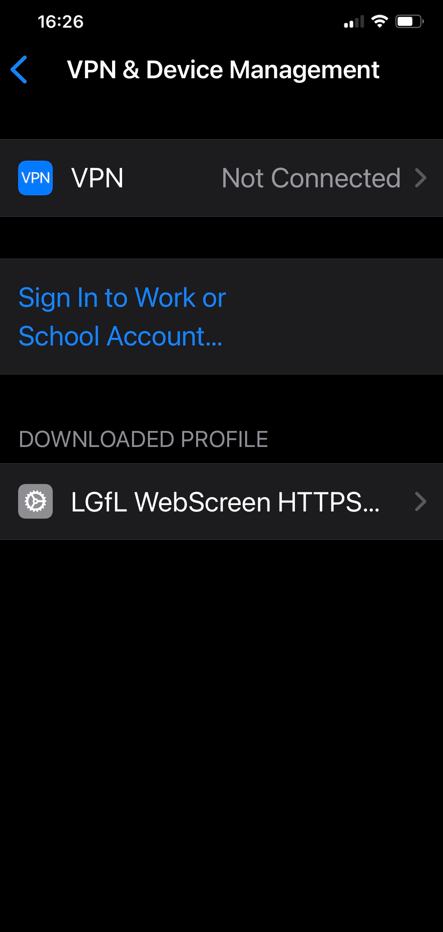 16:26
VPN & Device Management
VPN VPN Not Connected
Sign In to Work or
School Account...
DOWNLOADED PROFILE
LGfL WebScreen HTTPS...